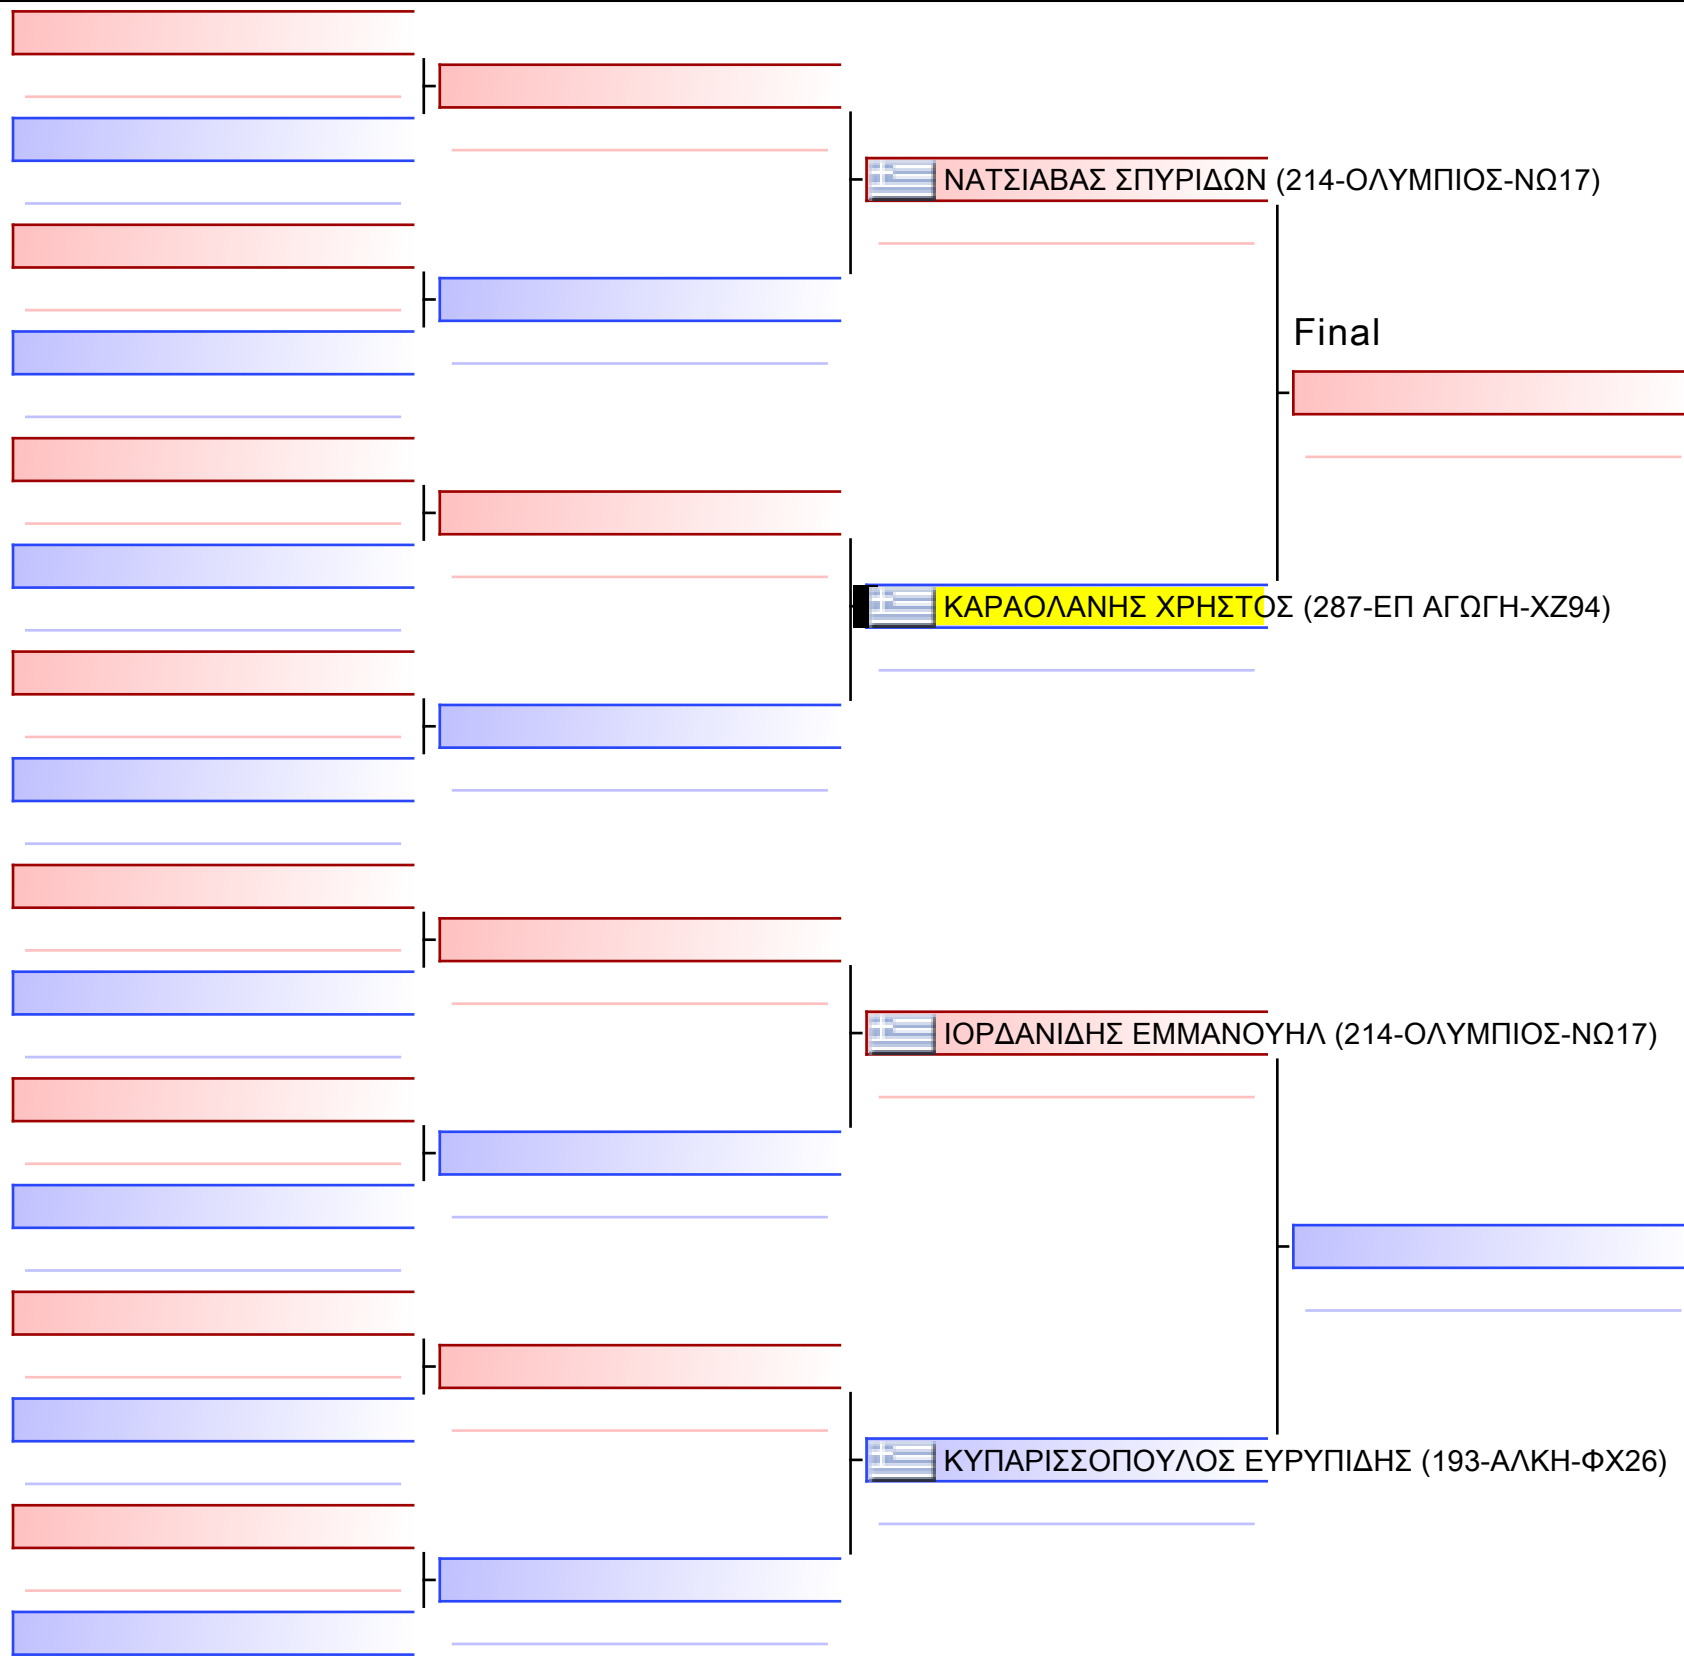 ΝΑΤΣΙΑΒΑΣ ΣΠΥΡΙΔΩΝ (214-ΟΛΥΜΠΙΟΣ-ΝΩ17)
Final
ΚΑΡΑΟΛΑΝΗΣ ΧΡΗΣΤΟΣ (287-ΕΠ ΑΓΩΓΗ-ΧΖ94)
ΙΟΡΔΑΝΙΔΗΣ ΕΜΜΑΝΟΥΗΛ (214-ΟΛΥΜΠΙΟΣ-ΝΩ17)
ΚΥΠΑΡΙΣΣΟΠΟΥΛΟΣ ΕΥΡΥΠΙΔΗΣ (193-ΑΛΚΗ-ΦΧ26)